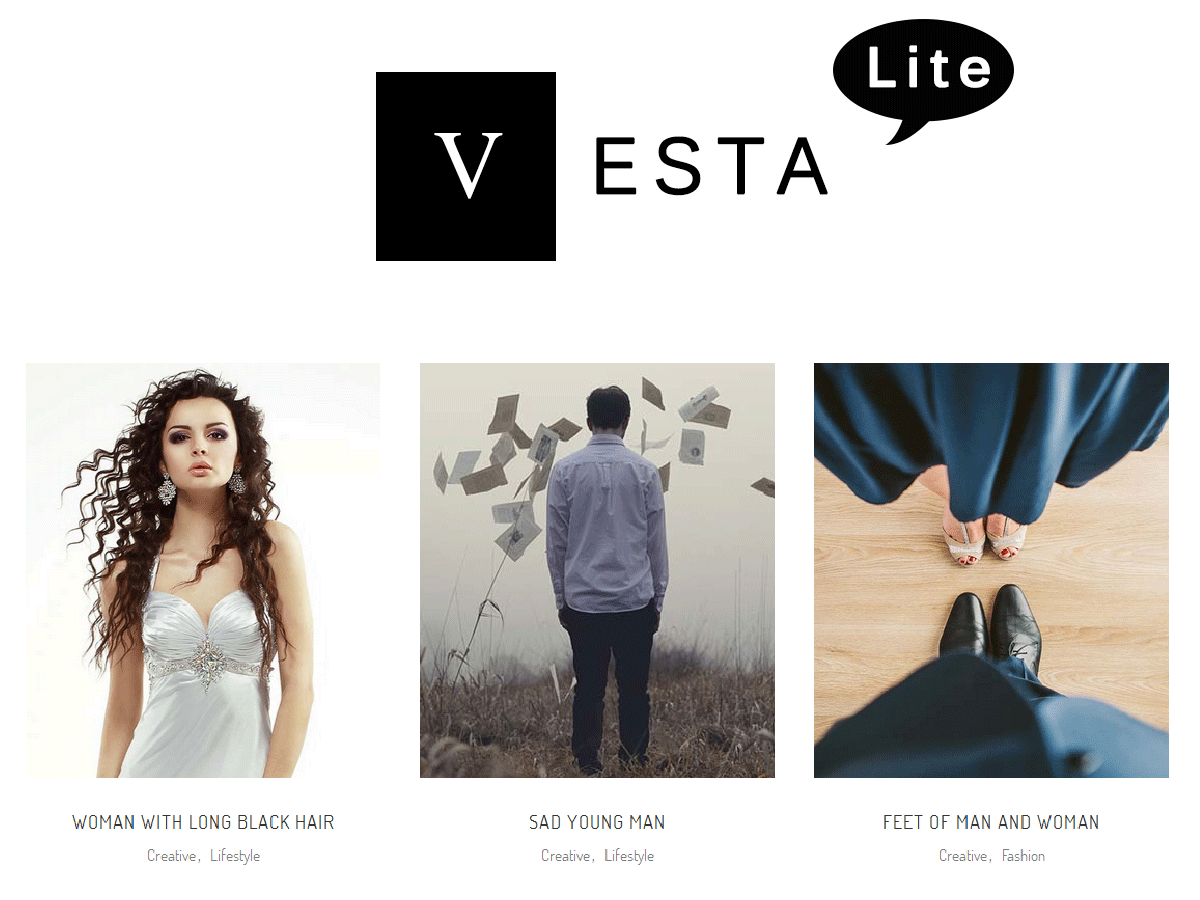 Lite
V ESTA
WOMAN WITH LONG BLACK HAIR
Creative, Lifestyle
SAD YOUNG MAN
Creative, Lifestyle
FEET OF MAN AND WOMAN
Creative, Fashion